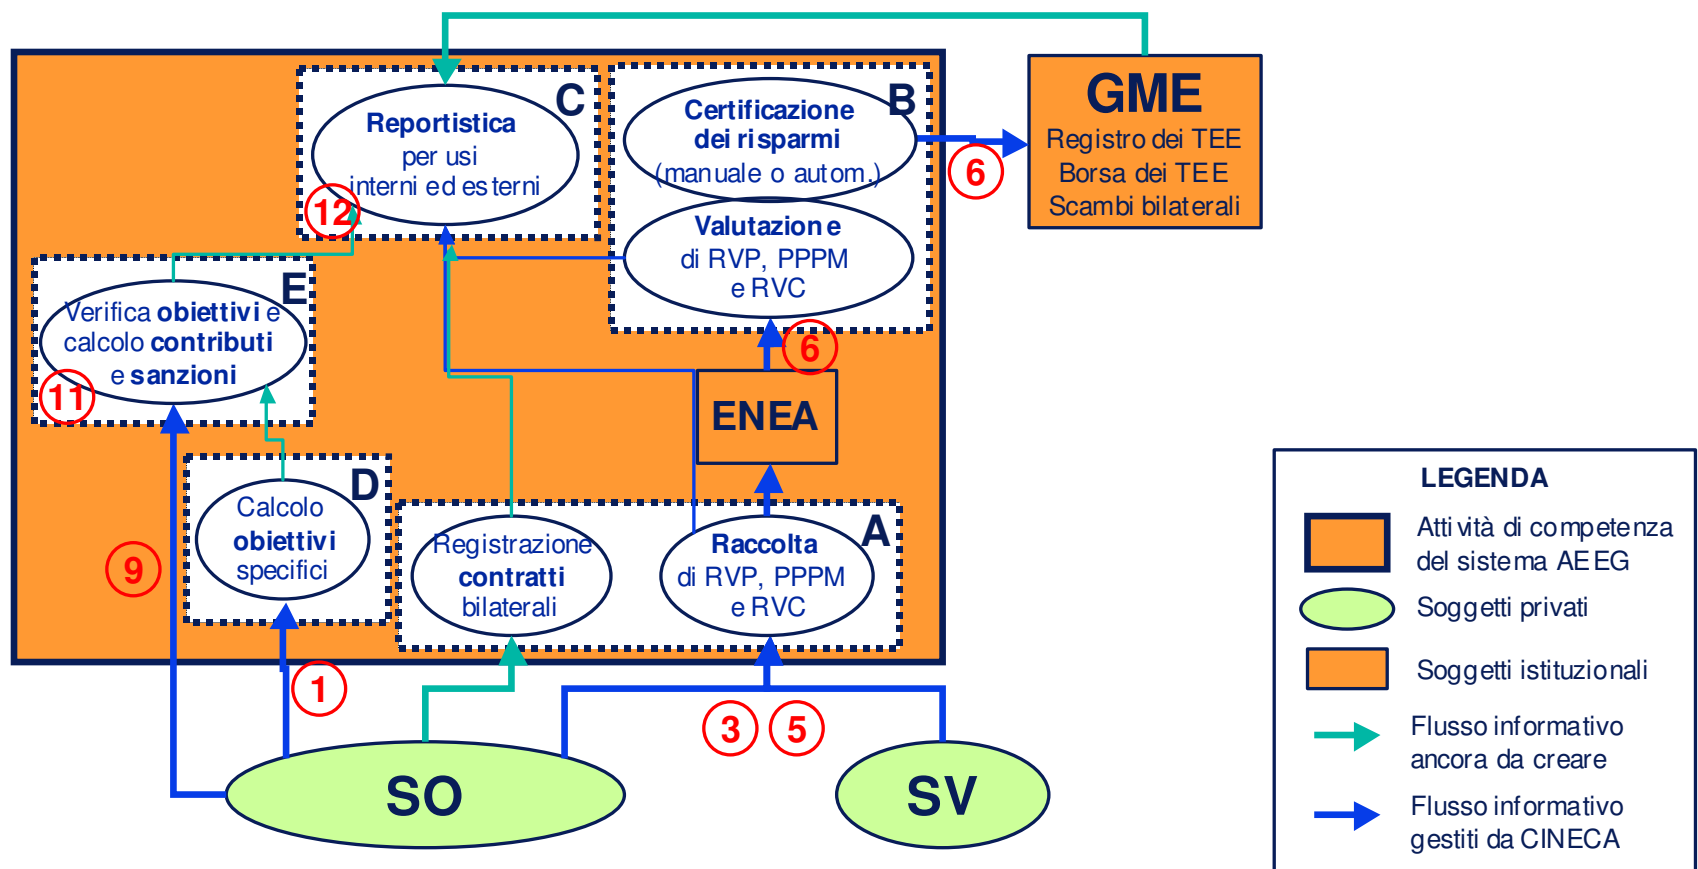 C
Reportistica
per usi
interni ed esterni
12
B
Certificazione
dei risparmi
(manuale o autom.)
Valutazione
di RVP, PPPM
e RVC
6
GME
Registro dei TEE
Borsa dei TEE
Scambi bilaterali
E
Verifica obiettivi e
calcolo contributi
e sanzioni
11
6
ENEA
D
Calcolo
obiettivi
specifici
9
A
Registrazione
contratti
bilaterali
Raccolta
di RVP, PPPM
e RVC
1
3
5
SO
SV
LEGENDA
Attività di competenza
del sistema AEEG
Soggetti privati
Soggetti istituzionali
Flusso informativo
ancora da creare
Flusso informativo
gestiti da CINECA